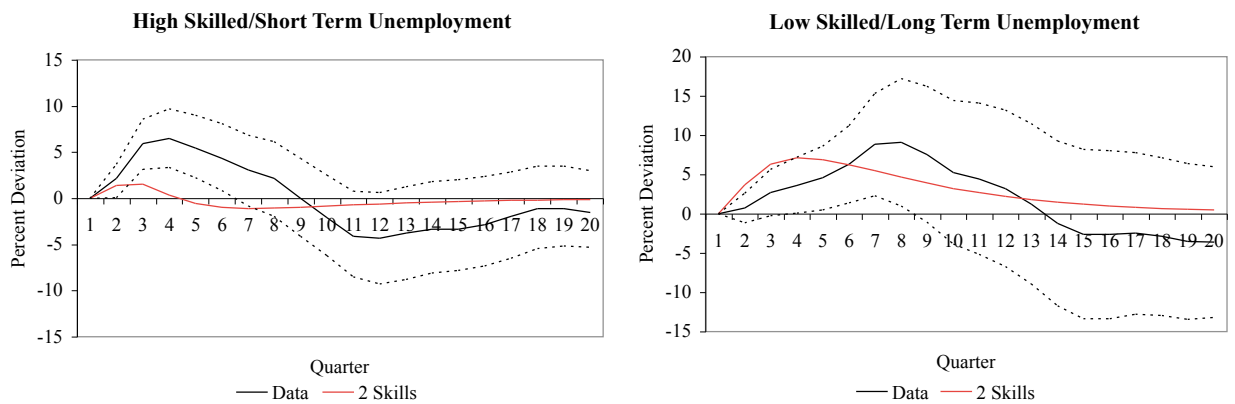 High Skilled/Short Term Unemployment
15
10
5
0
-5
-10
-15
Percent Deviation
1 2 3 4 5 6 7 8 9 10 11 12 13 14 15 16 17 18 19 20
Quarter
Data 2 Skills
Low Skilled/Long Term Unemployment
20
15
10
5
0
-5
-10
-15
Percent Deviation
1 2 3 4 5 6 7 8 9 10 11 12 13 14 15 16 17 18 19 20
Quarter
Data 2 Skills